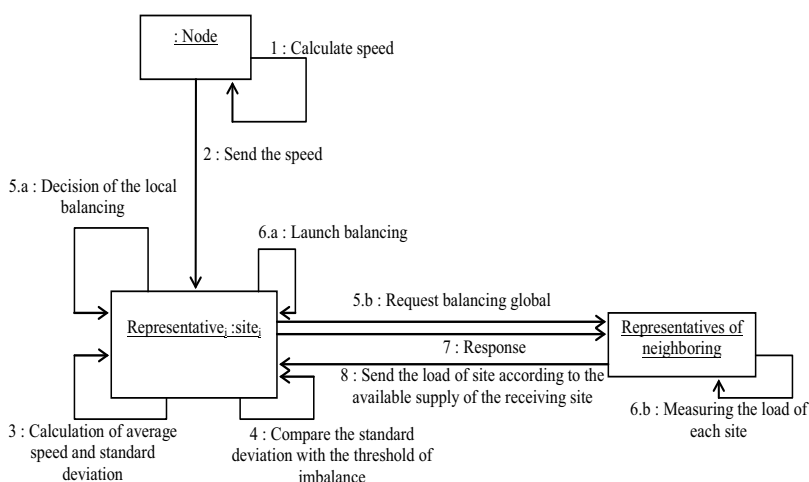 : Node
1 : Calculate speed
2 : Send the speed
5.a : Decision of the local
balancing
6.a : Launch balancing
5.b : Request balancing global
Representativeⱼ :siteⱼ
Representatives of
neighboring
7 : Response
8 : Send the load of site according to the
available supply of the receiving site
6.b : Measuring the load of
each site
3 : Calculation of average
speed and standard
deviation
4 : Compare the standard
deviation with the threshold of
imbalance